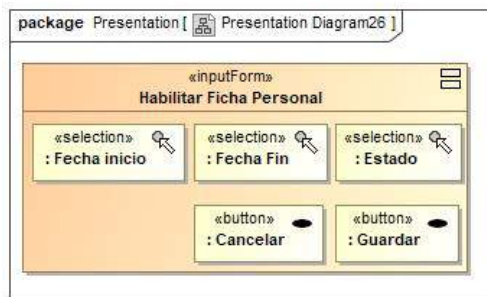 package Presentation [ Presentation Diagram26 ]
«inputForm»
Habilitar Ficha Personal
«selection»
: Fecha inicio
«selection»
: Fecha Fin
«selection»
: Estado
«button»
: Cancelar
«button»
: Guardar